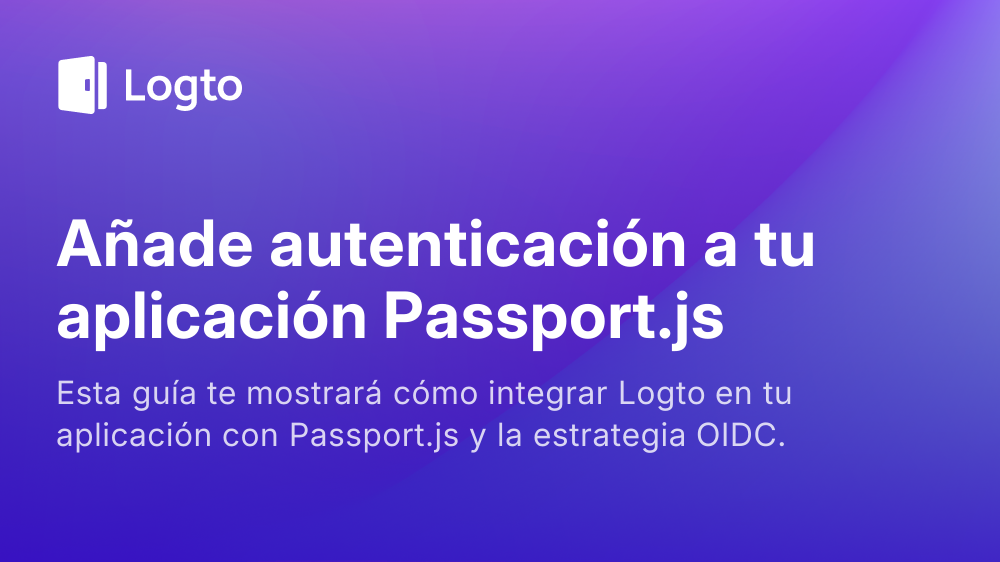 Logto
Añade autenticación a tu
aplicación Passport.js
Esta guía te mostrará cómo integrar Logto en tu
aplicación con Passport.js y la estrategia OIDC.